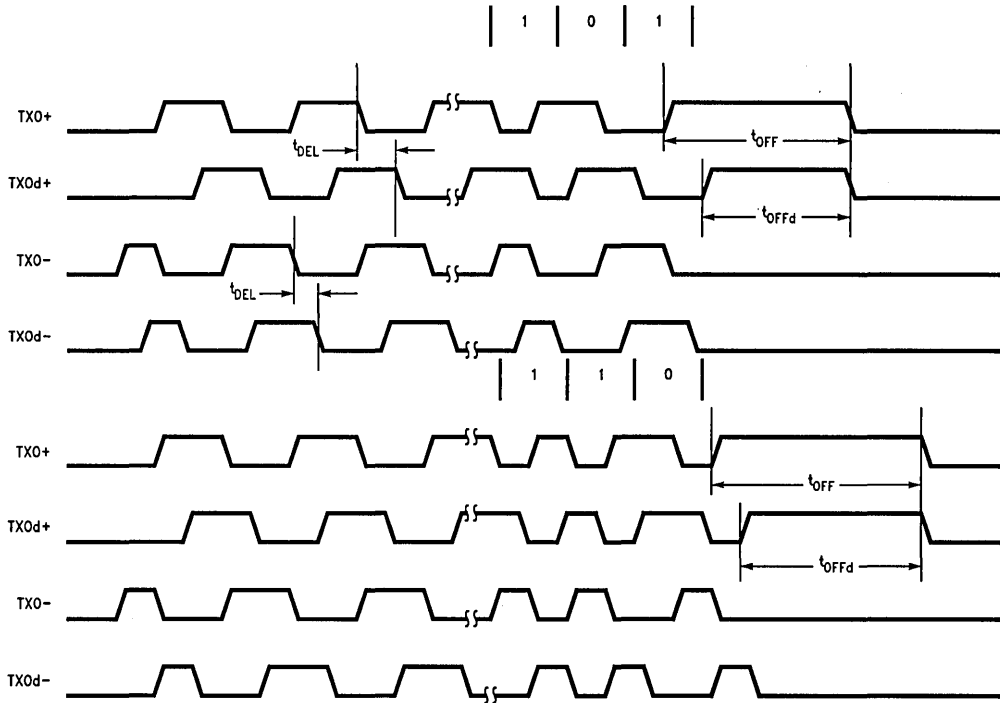 1 0 1
TXO+
tOFF
tDEL
TXOd+
tOFFd
TXO-
tDEL
TXOd-
1 1 0
TXO+
tOFF
TXOd+
tOFFd
TXO-
TXOd-